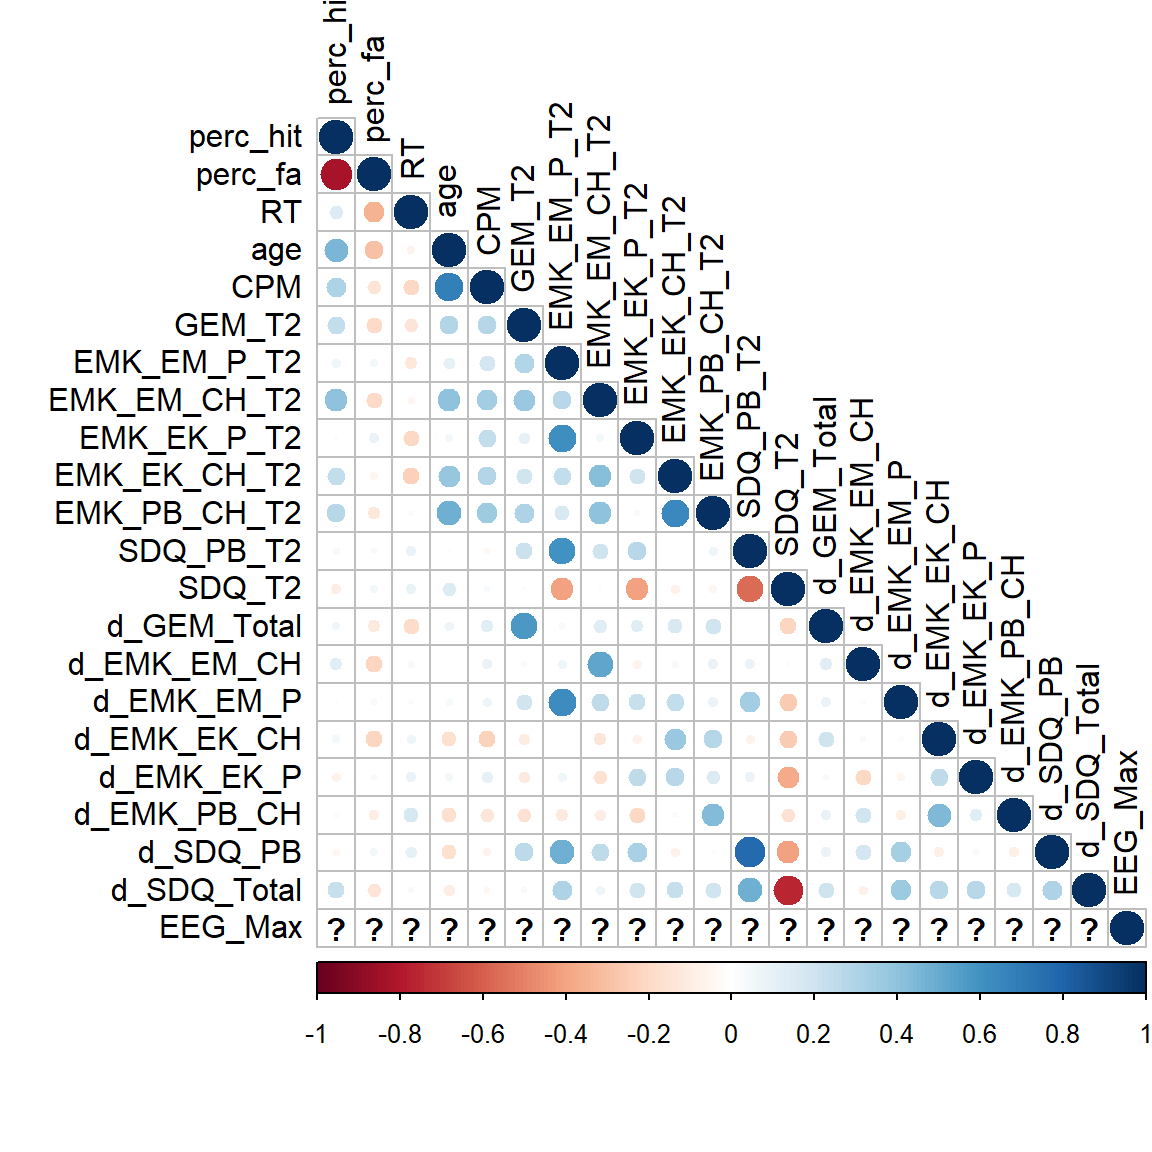 perc_hi
perc_fa
RT
age
CPM
GEM_T2
EMK_EM_P_T2
EMK_EM_CH_T2
EMK_EK_P_T2
EMK_EK_CH_T2
EMK_PB_CH_T2
SDQ_PB_T2
SDQ_T2
d_GEM_Total
d_EMK_EM_CH
d_EMK_EM_P
d_EMK_EK_CH
d_EMK_EK_P
d_EMK_PB_CH
d_SDQ_PB
d_SDQ_Total
EEG_Max
perc_hit
perc_fa
RT
age
CPM
GEM_T2
EMK_EM_P_T2
EMK_EM_CH_T2
EMK_EK_P_T2
EMK_EK_CH_T2
EMK_PB_CH_T2
SDQ_PB_T2
SDQ_T2
d_GEM_Total
d_EMK_EM_CH
d_EMK_EM_P
d_EMK_EK_CH
d_EMK_EK_P
d_EMK_PB_CH
d_SDQ_PB
d_SDQ_Total
EEG_Max ? ? ? ? ? ? ? ? ? ? ? ? ? ? ? ? ? ? ? ? ?
-1 -0.8 -0.6 -0.4 -0.2 0 0.2 0.4 0.6 0.8 1